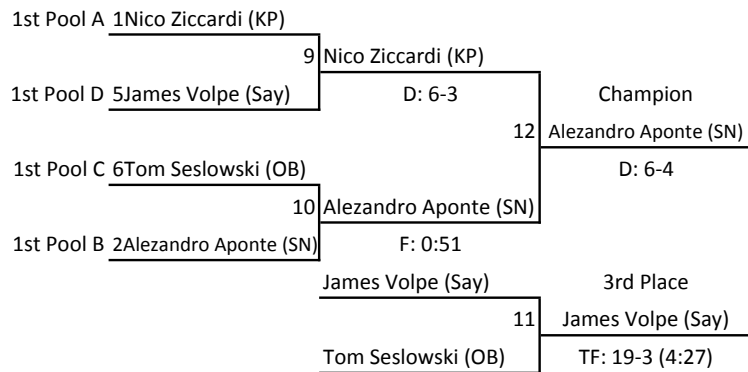 1st Pool A 1Nico Ziccardi (KP)
9 Nico Ziccardi (KP)
1st Pool D 5James Volpe (Say) D: 6-3 Champion
12 Alezandro Aponte (SN)
1st Pool C 6Tom Seslowski (OB) D: 6-4
10 Alezandro Aponte (SN)
1st Pool B 2Alezandro Aponte (SN) F: 0:51
James Volpe (Say) 3rd Place
11 James Volpe (Say)
Tom Seslowski (OB) TF: 19-3 (4:27)